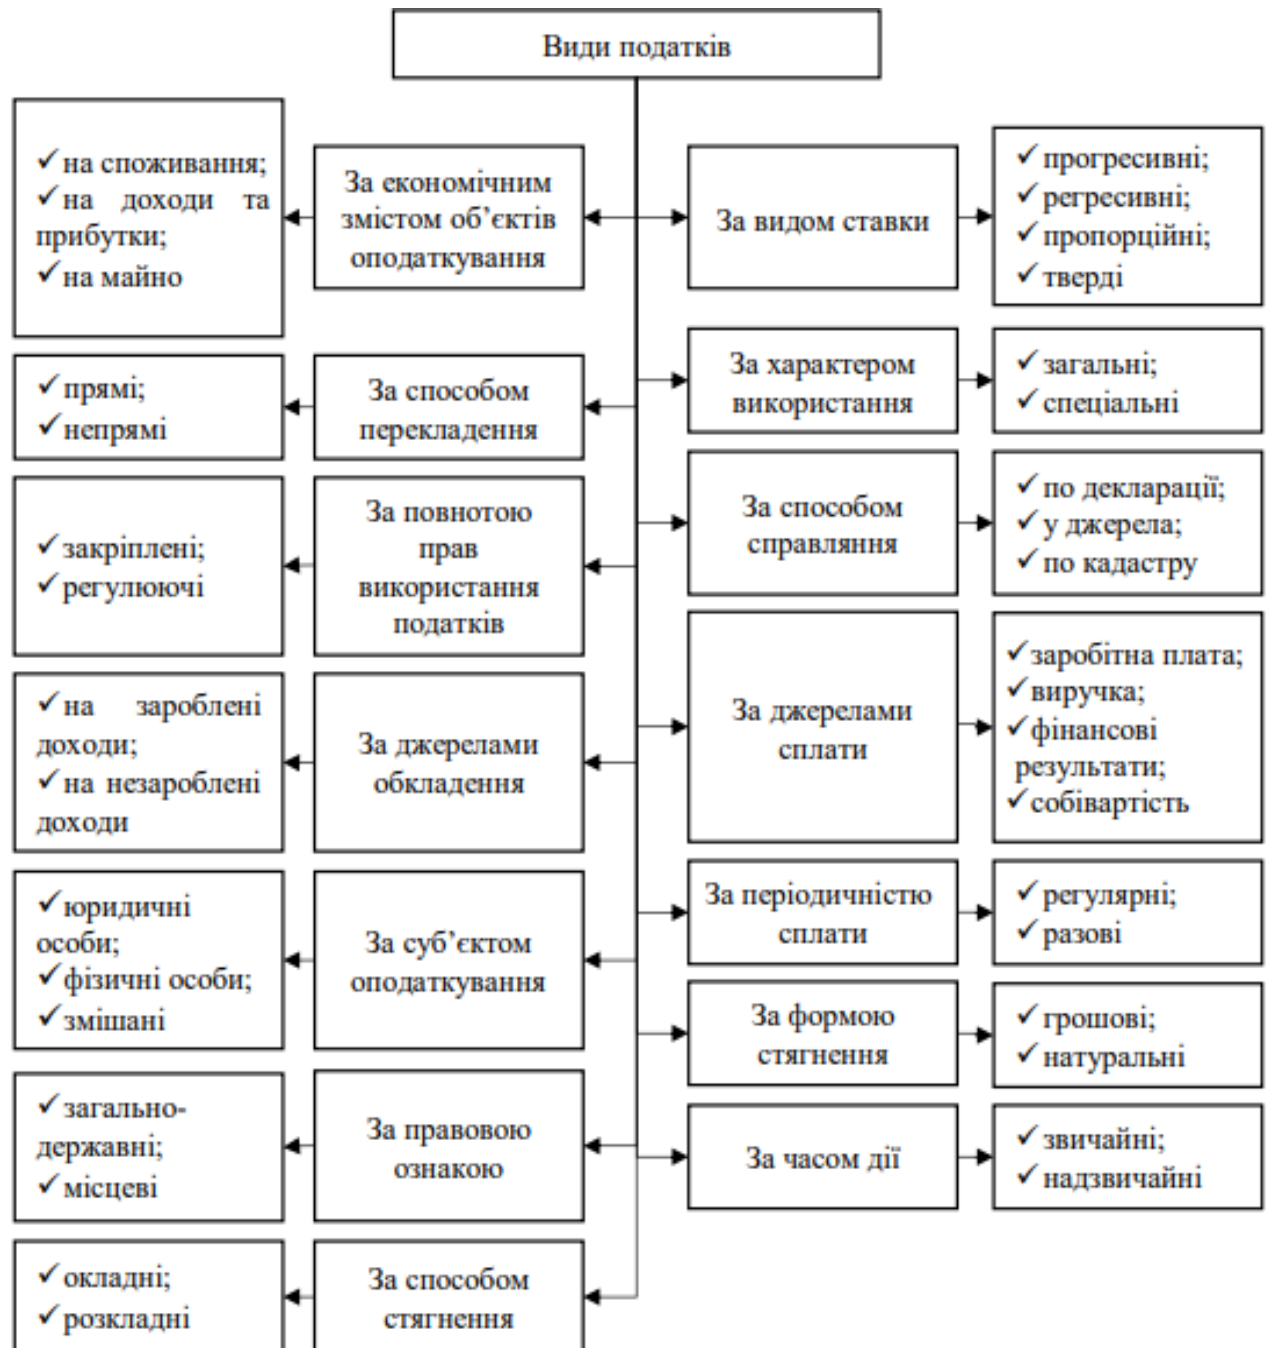 Види податків
✓на споживання;
✓на доходи та
прибутки;
✓на майно
За економічним
змістом об’єктів
оподаткування
За видом ставки
✓прогресивні;
✓регресивні;
✓пропорційні;
✓тверді
✓прямі;
✓непрямі
За способом
перекладення
За характером
використання
✓загальні;
✓спеціальні
✓закріплені;
✓регулюючі
За повнотою
прав
використання
податків
За способом
справляння
✓по декларації;
✓у джерела;
✓по кадастру
✓на зароблені
доходи;
✓на незароблені
доходи
За джерелами
обкладення
За джерелами
сплати
✓заробітна плата;
✓виручка;
✓фінансові
результати;
✓собівартість
✓юридичні
особи;
✓фізичні особи;
✓змішані
За суб’єктом
оподаткування
За періодичністю
сплати
✓регулярні;
✓разові
За формою
стягнення
✓грошові;
✓натуральні
✓загально-
державні;
✓місцеві
За правовою
ознакою
За часом дії
✓звичайні;
✓надзвичайні
✓окладні;
✓розкладні
За способом
стягнення